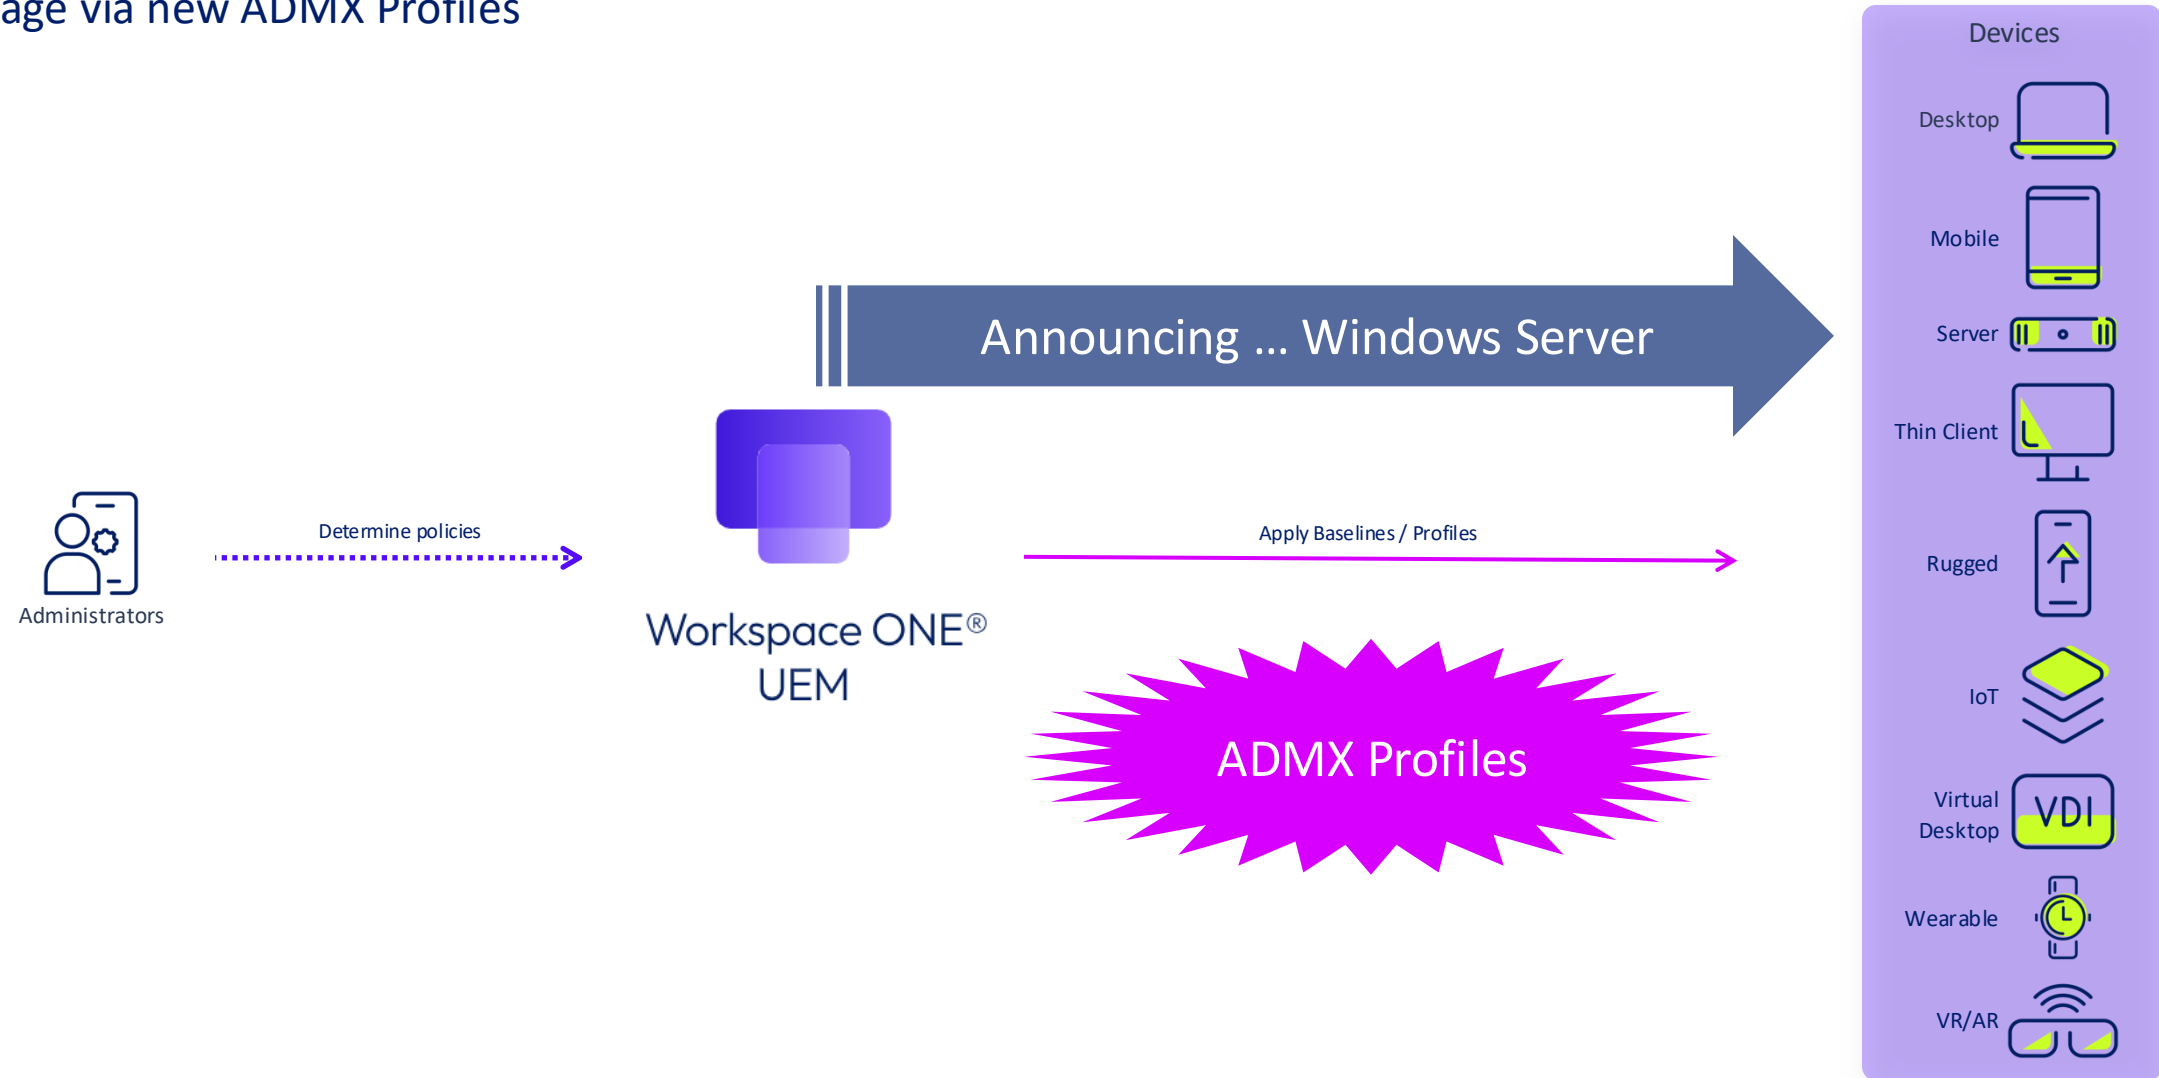 age via new ADMX Profiles
Devices
Desktop
Mobile
Announcing ... Windows Server
Server
Thin Client
Determine policies
Apply Baselines / Profiles
Rugged
Administrators
Workspace ONE®
UEM
IoT
ADMX Profiles
Virtual
Desktop
VDI
Wearable
VR/AR